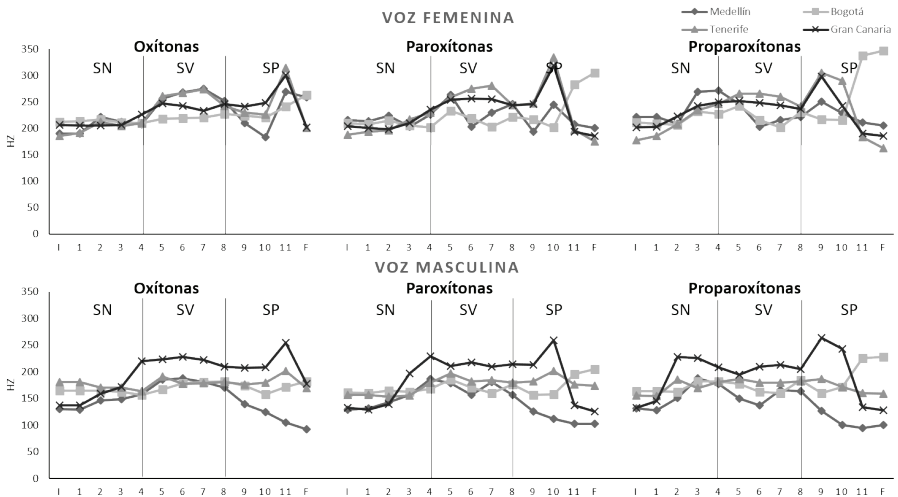 VOZ FEMENINA
Medellín Bogotá
Tenerife Gran Canaria
Oxítonas Paroxítonas Proparoxítonas
SN SV SP SN SV SP SN SV SP
350
300
250
200
150
100
50
0
HZ
I 1 2 3 4 5 6 7 8 9 10 11 F I 1 2 3 4 5 6 7 8 9 10 11 F I 1 2 3 4 5 6 7 8 9 10 11 F
VOZ MASCULINA
Oxítonas Paroxítonas Proparoxítonas
SN SV SP SN SV SP SN SV SP
350
300
250
200
150
100
50
0
HZ
I 1 2 3 4 5 6 7 8 9 10 11 F I 1 2 3 4 5 6 7 8 9 10 11 F I 1 2 3 4 5 6 7 8 9 10 11 F